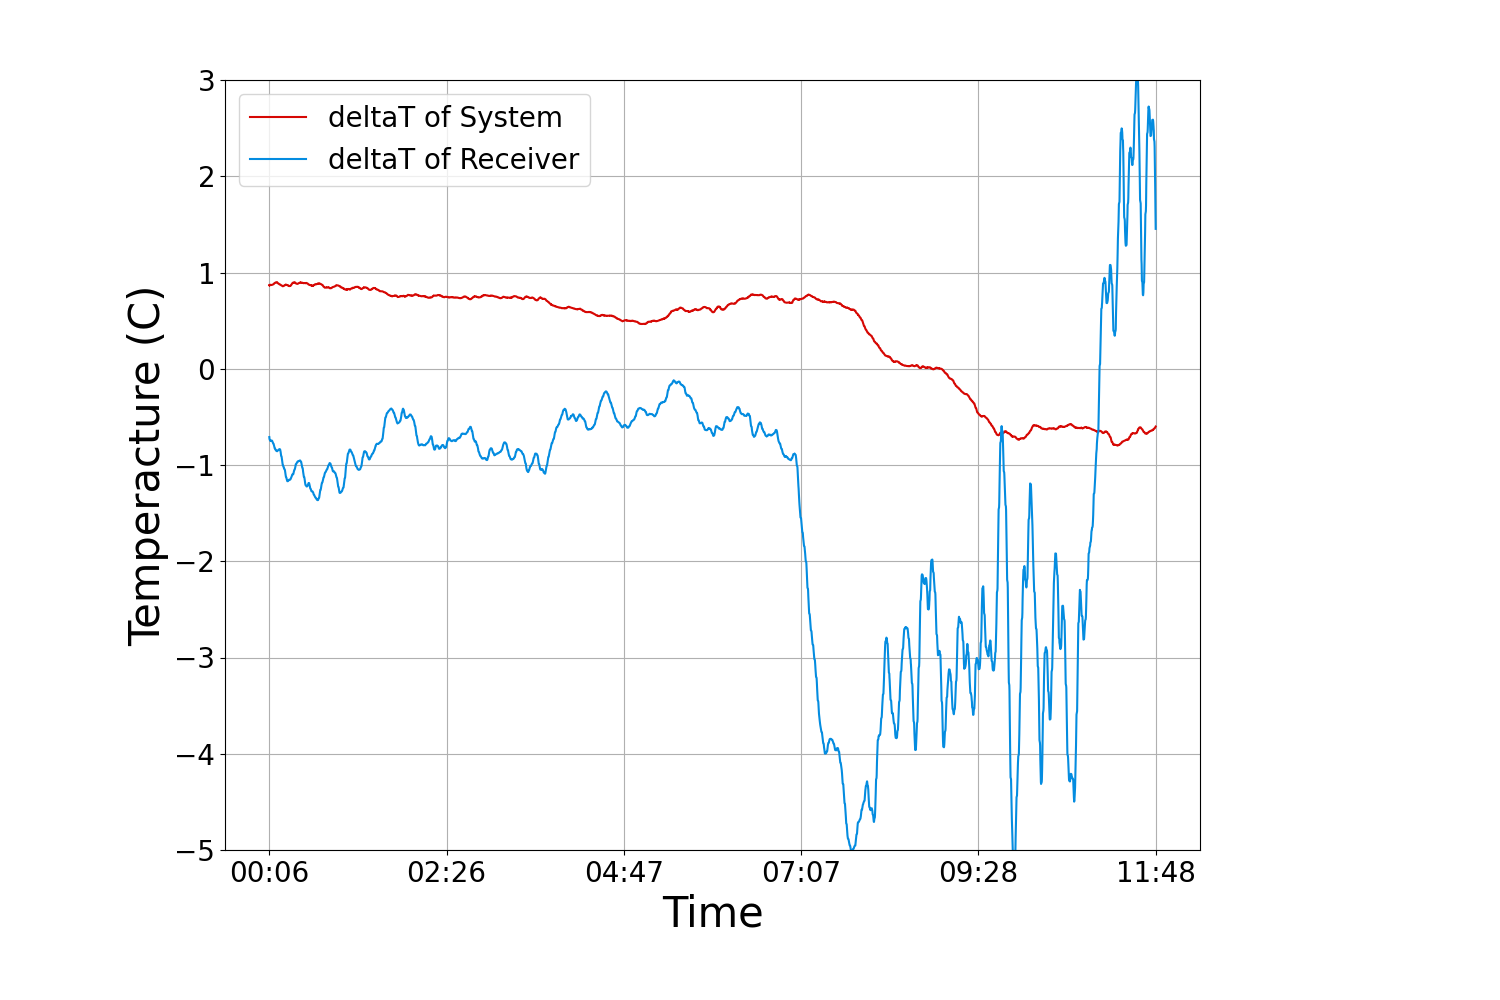 deltaT of System
deltaT of Receiver
Temperacture (C)
3
2
1
0
−1
−2
−3
−4
−5
00:06 02:26 04:47 07:07 09:28 11:48
Time